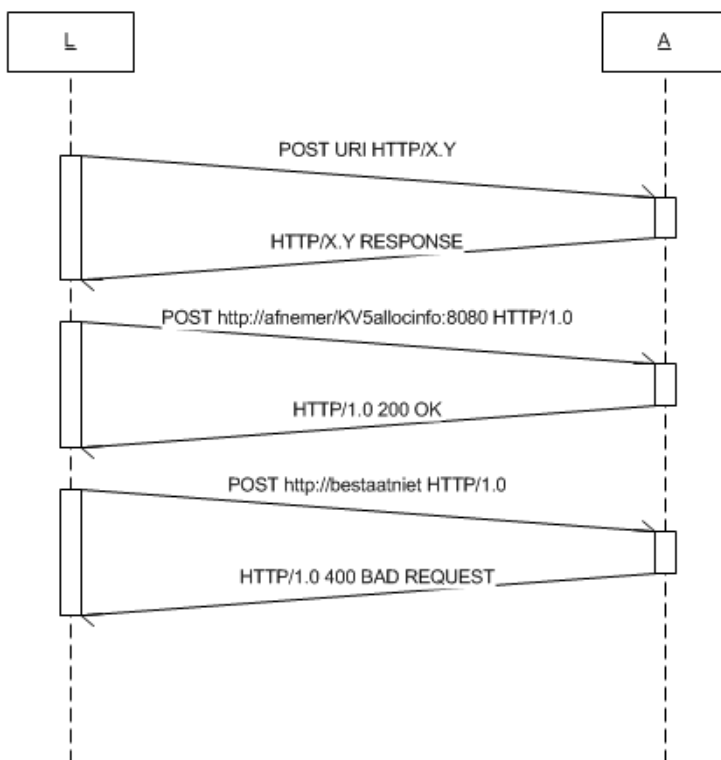 L
A
POST URI HTTP/X.Y
HTTP/X.Y RESPONSE
POST http://afnemer/KV5allocinfo:8080 HTTP/1.0
HTTP/1.0 200 OK
POST http://bestaatniet HTTP/1.0
HTTP/1.0 400 BAD REQUEST